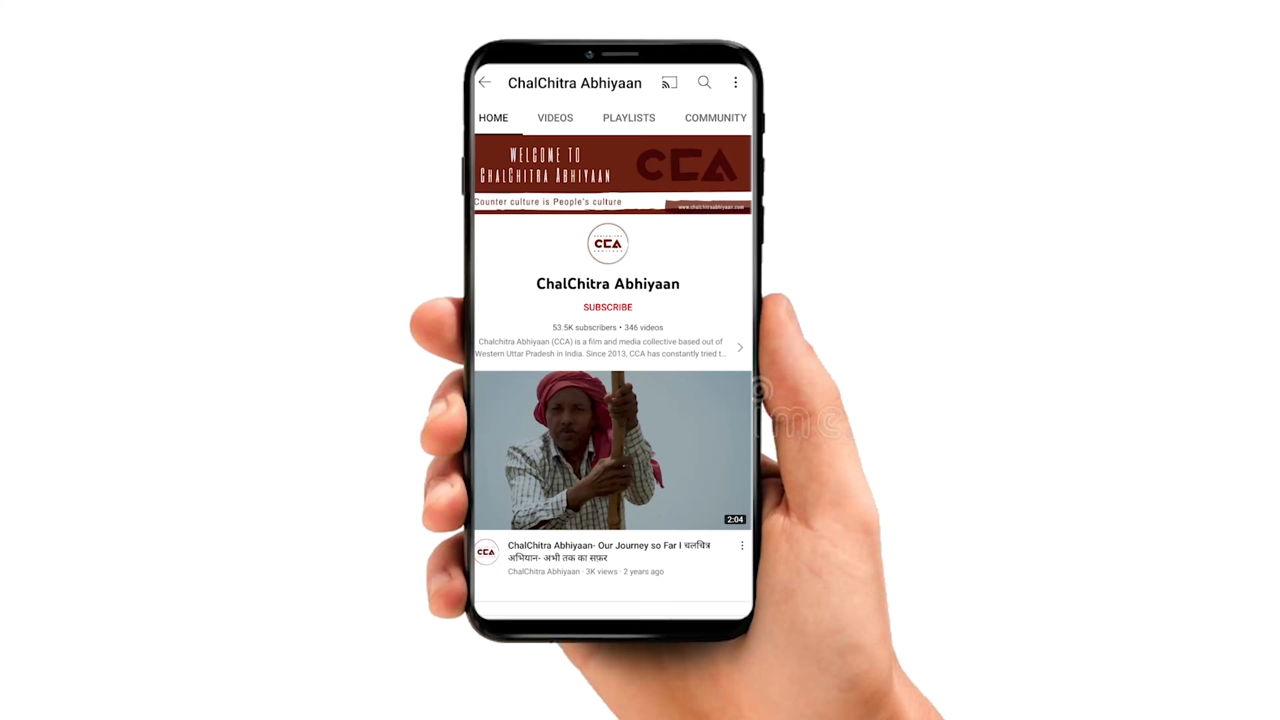 ChalChitra Abhiyaan
HOME VIDEOS PLAYLISTS COMMUNITY
WELCOME TO
CHALCHITRA ABHIYAAN
CCA
Counter culture is People's culture
www.chalchitraabhiyaan.com
CCA
ChalChitra Abhiyaan
SUBSCRIBE
53.5K subscribers • 346 videos
Chalchitra Abhiyaan (CCA) is a film and media collective based out of
Western Uttar Pradesh in India. Since 2013, CCA has constantly tried t...
2:04
CCA
ChalChitra Abhiyaan- Our Journey so Far I चलचित्र
अभियान- अभी तक का सफ़र
ChalChitra Abhiyaan · 3K views · 2 years ago